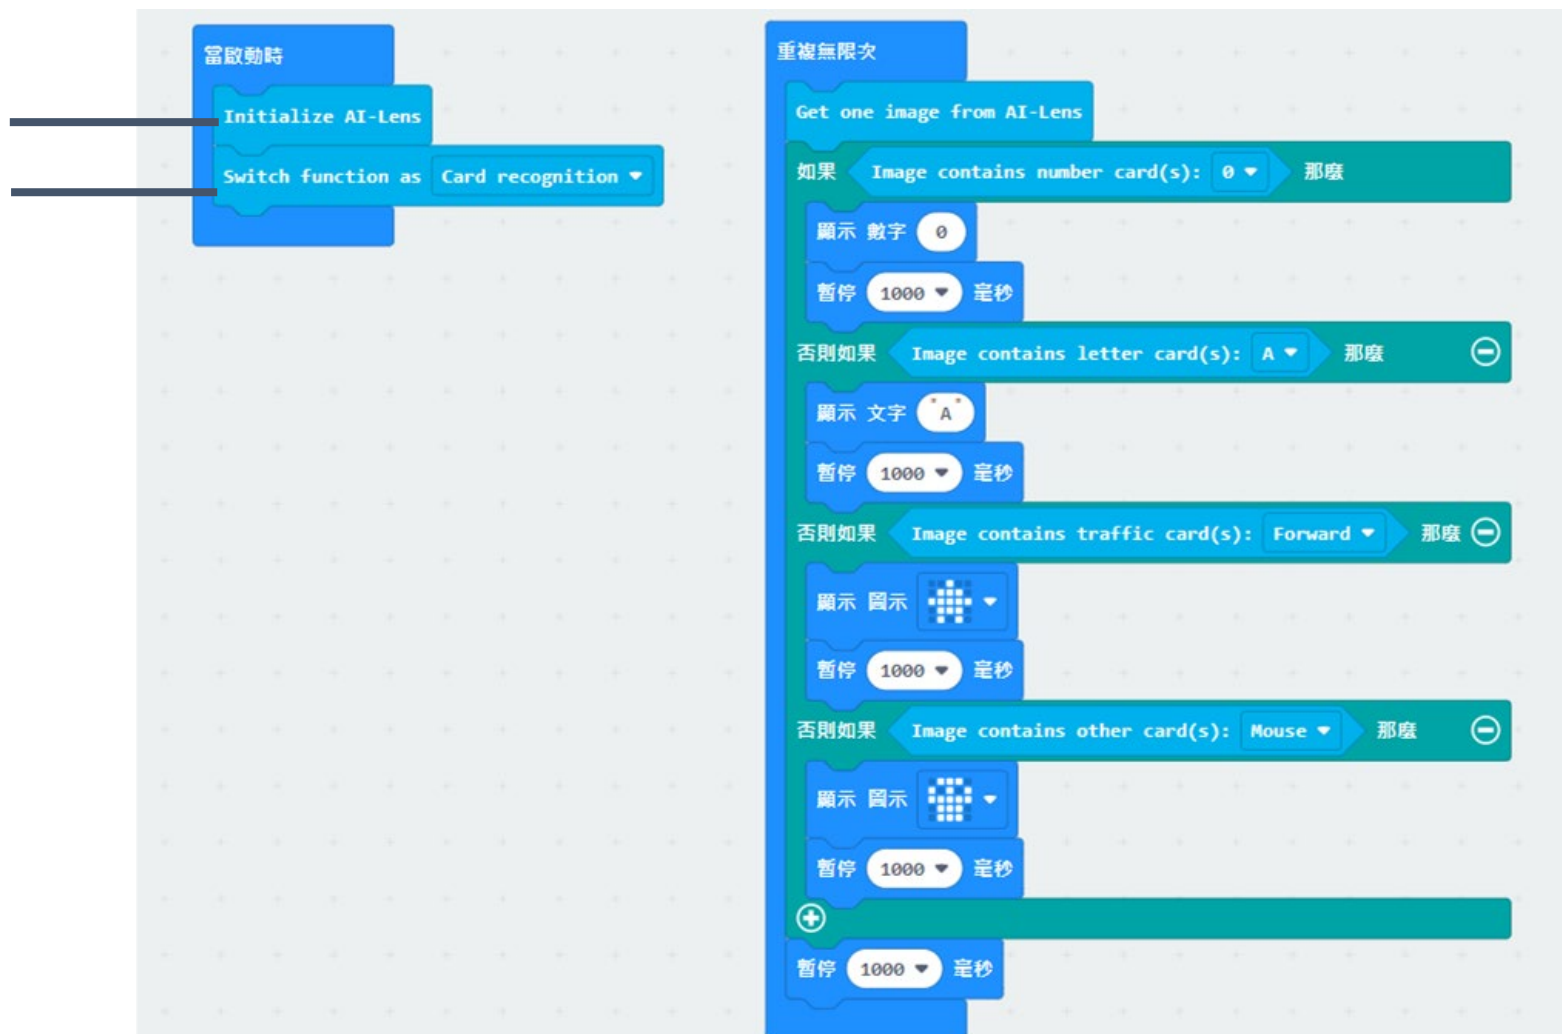 當啟動時
Initialize AI-Lens
Switch function as Card recognition
重複無限次
Get one image from AI-Lens
如果 Image contains number card(s): 0 那麼
顯示 數字 0
暫停 1000 毫秒
否則如果 Image contains letter card(s): A 那麼
顯示 文字 "A"
暫停 1000 毫秒
否則如果 Image contains traffic card(s): Forward 那麼
顯示 圖示
暫停 1000 毫秒
否則如果 Image contains other card(s): Mouse 那麼
顯示 圖示
暫停 1000 毫秒
暫停 1000 毫秒